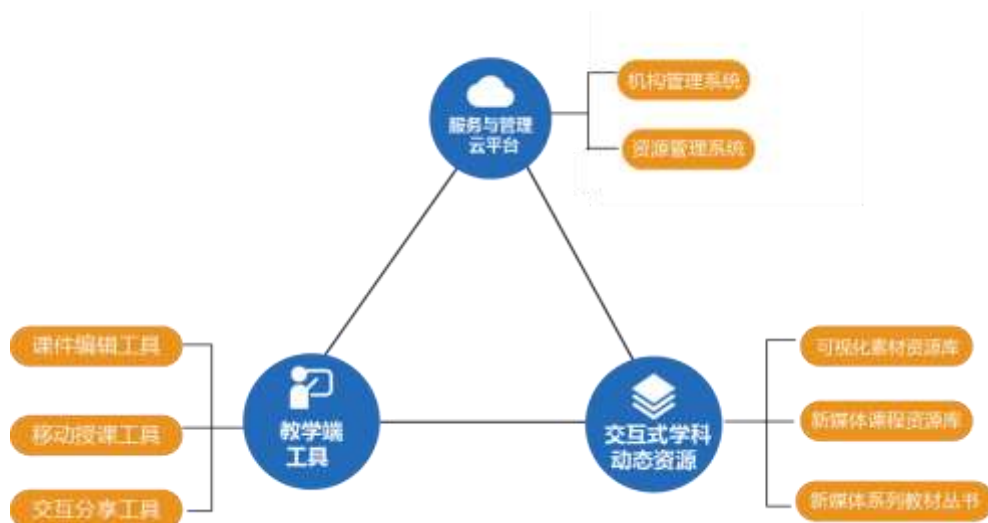 服务与管理
云平台
机构管理系统
资源管理系统
课件编辑工具
移动授课工具
交互分享工具
教学端
工具
交互式学科
动态资源
可视化素材资源库
新媒体课程资源库
新媒体系列教材丛书